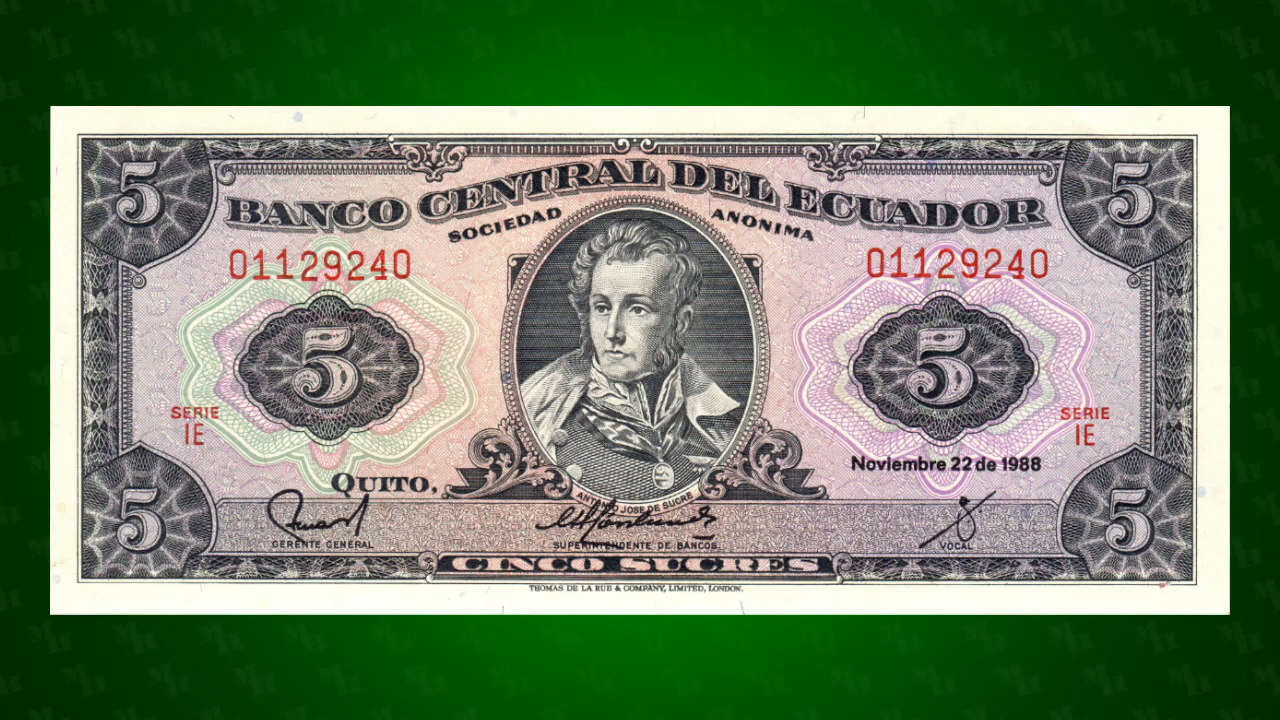 5 5
BANCO CENTRAL DEL ECUADOR
SOCIEDAD ANONIMA
01129240 01129240
5 5
SERIE SERIE
IE IE
Noviembre 22 de 1988
QUITO,
ANTONIO JOSE DE SUCRE
5 5
GERENTE GENERAL SUPERINTENDENTE DE BANCOS VOCAL
CINCO SUCRES
THOMAS DE LA RUE & COMPANY, LIMITED, LONDON.